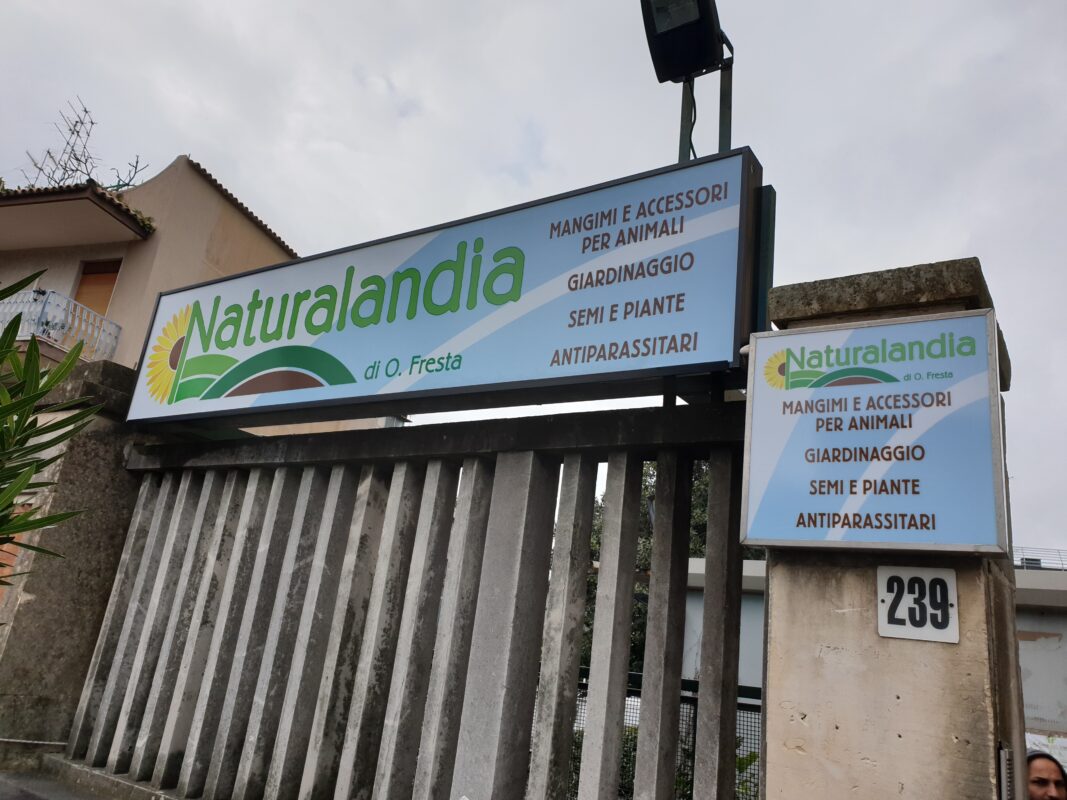 Naturalandia
di O. Fresta
MANGIMI E ACCESSORI
PER ANIMALI
GIARDINAGGIO
SEMI E PIANTE
ANTIPARASSITARI
Naturalandia
di O. Fresta
MANGIMI E ACCESSORI
PER ANIMALI
GIARDINAGGIO
SEMI E PIANTE
ANTIPARASSITARI
239